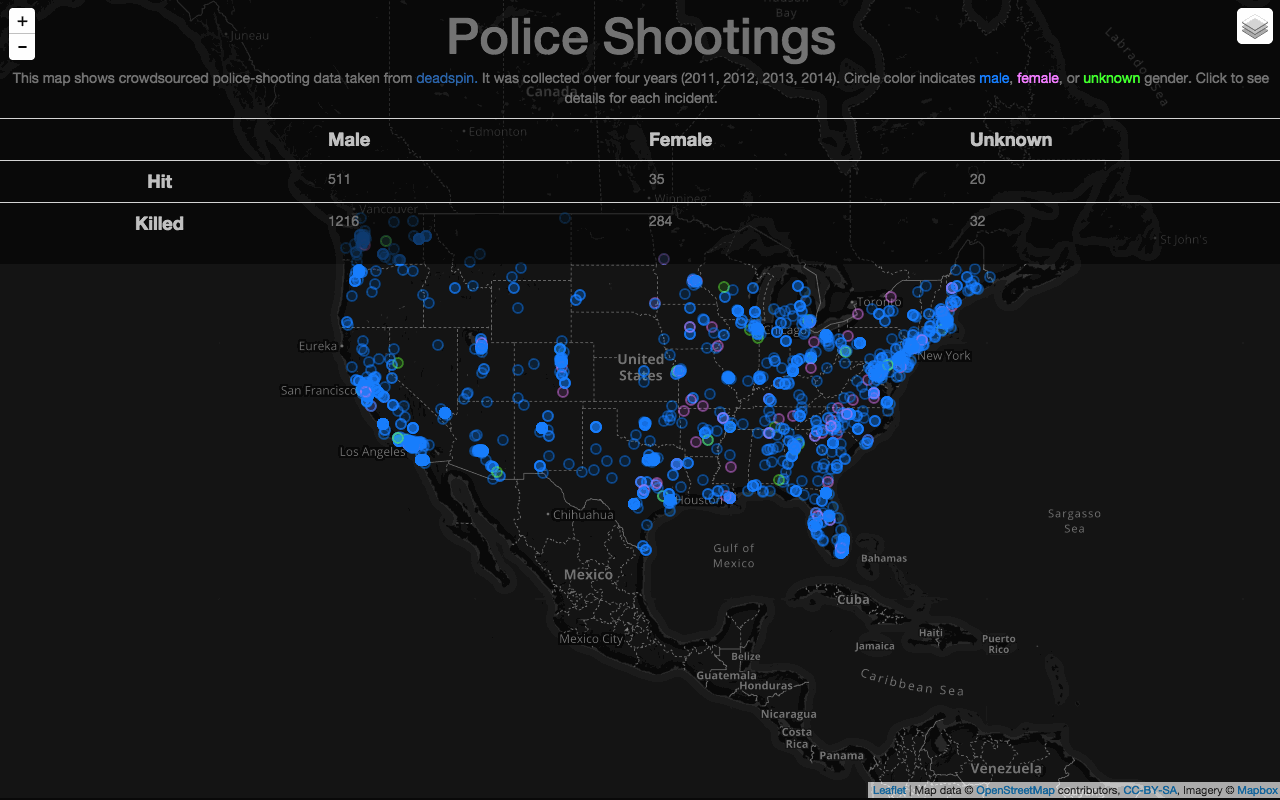 +
−
Hudson
Bay
Juneau
Police Shootings
Labrador Sea
This map shows crowdsourced police-shooting data taken from deadspin. It was collected over four years (2011, 2012, 2013, 2014). Circle color indicates male, female, or unknown gender. Click to see
details for each incident.
Canada
Edmonton
Male Female Unknown
Hit 511 35 20
Winnipeg
Vancouver
Killed 1216 284 32
St John's
Toronto
Chicago
Eureka
New York
United
States
San Francisco
Los Angeles
Houston
Chihuahua
Sargasso
Sea
Gulf of
Mexico
Bahamas
Mexico
Cuba
Haiti
Mexico City
Jamaica
Puerto
Rico
Belize
Guatemala
Honduras
Caribbean Sea
Nicaragua
Costa
Rica
Panama
Venezuela
Leaflet | Map data © OpenStreetMap contributors, CC-BY-SA, Imagery © Mapbox